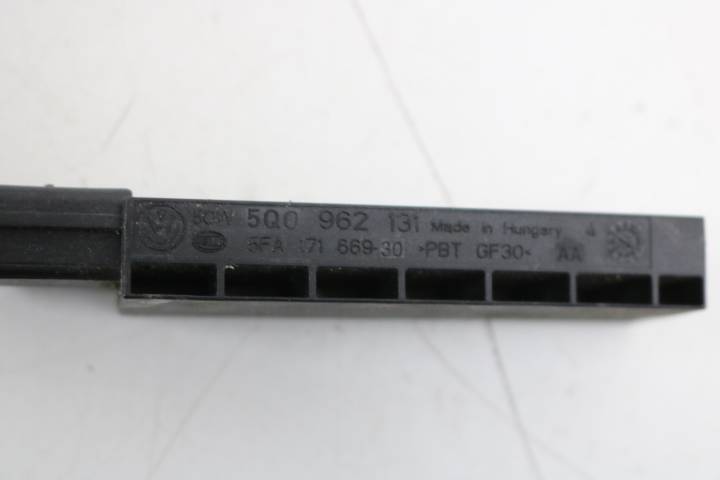 5Q0 962 131 Made in Hungary 4
5FA 171 669-30 >PBT GF30< AA